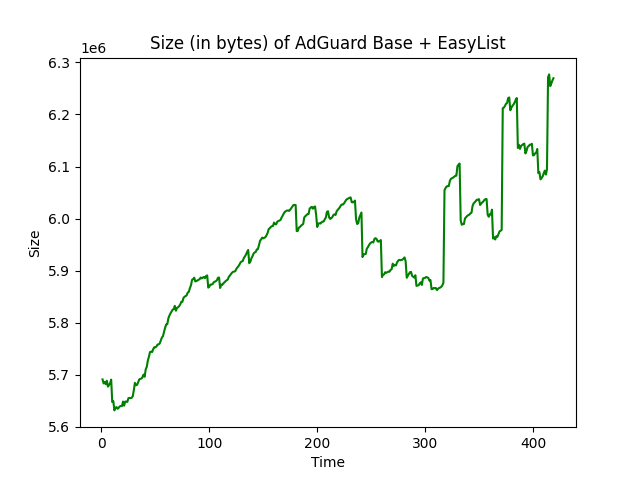 Size (in bytes) of AdGuard Base + EasyList
1e6
6.3
6.2
6.1
6.0
5.9
5.8
5.7
5.6
Size
0 100 200 300 400
Time